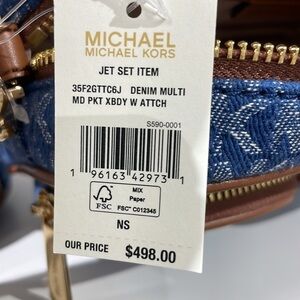 MICHAEL
MICHAEL KORS
JET SET ITEM
35F2GTTC6J DENIM MULTI
MD PKT XBDY W ATTCH
S590-0001
1 96163 42973 1
FSC
MIX
Paper
FSC® C012345
NS
OUR PRICE $498.00